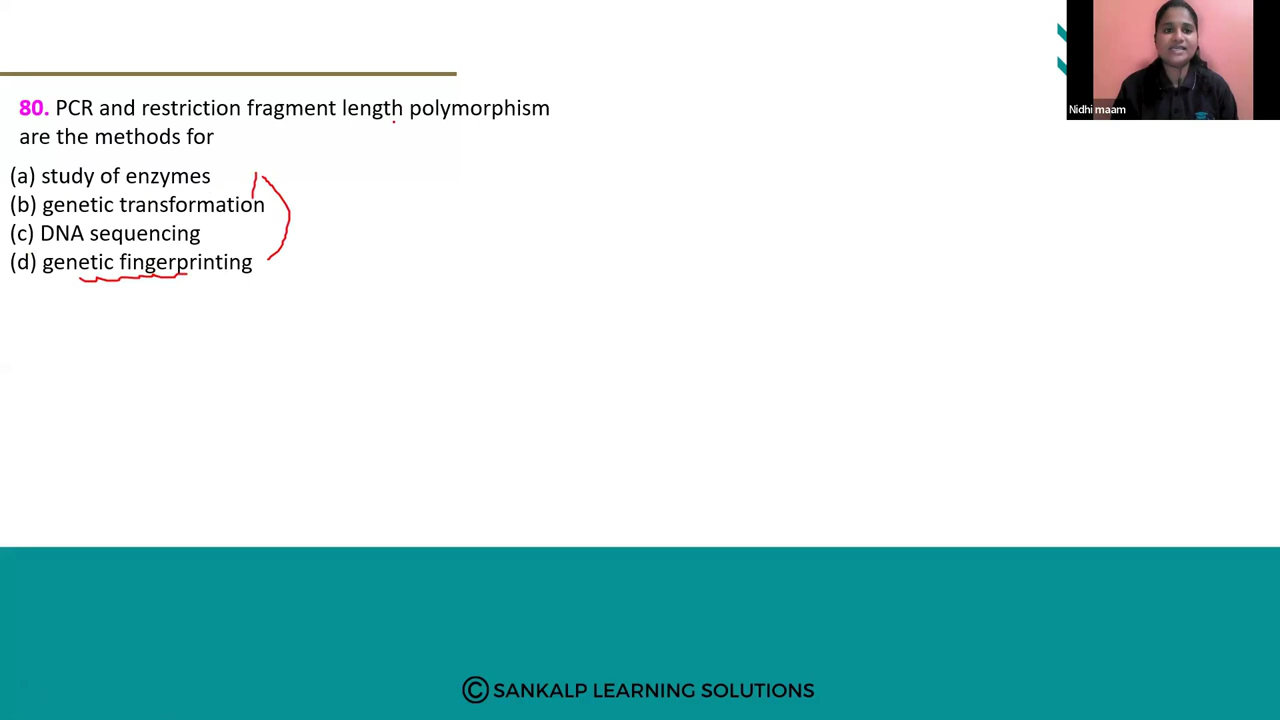 Nidhi maam
80. PCR and restriction fragment length polymorphism
are the methods for
(a) study of enzymes
(b) genetic transformation
(c) DNA sequencing
(d) genetic fingerprinting
© SANKALP LEARNING SOLUTIONS